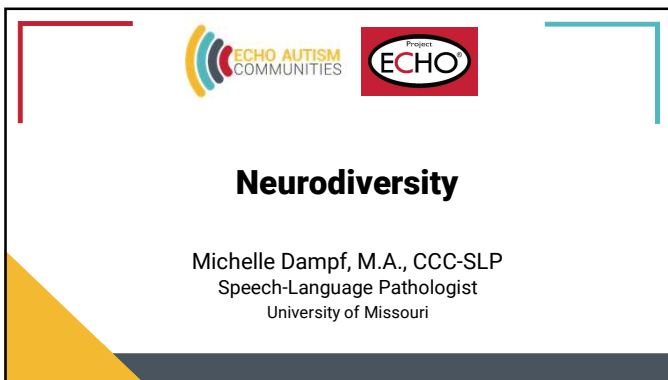 ECHO AUTISM
COMMUNITIES
Project
ECHO®
Neurodiversity
Michelle Dampf, M.A., CCC-SLP
Speech-Language Pathologist
University of Missouri